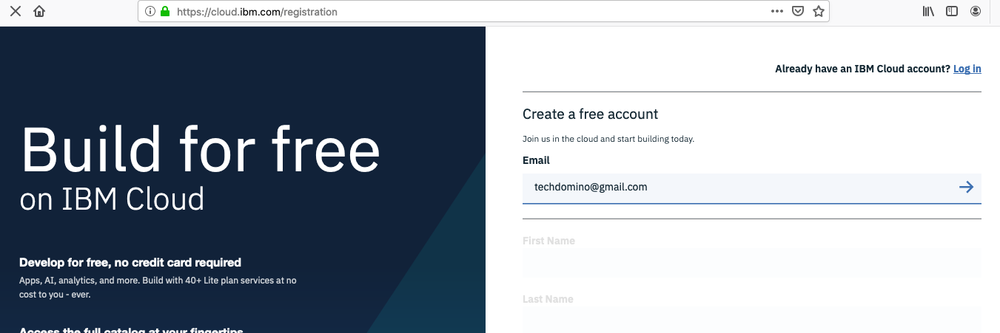 https://cloud.ibm.com/registration
Already have an IBM Cloud account? Log in
Build for free
on IBM Cloud
Develop for free, no credit card required
Apps, AI, analytics, and more. Build with 40+ Lite plan services at no
cost to you - ever.
Access the full catalog at your fingertips
Create a free account
Join us in the cloud and start building today.
Email
techdomino@gmail.com
First Name
Last Name